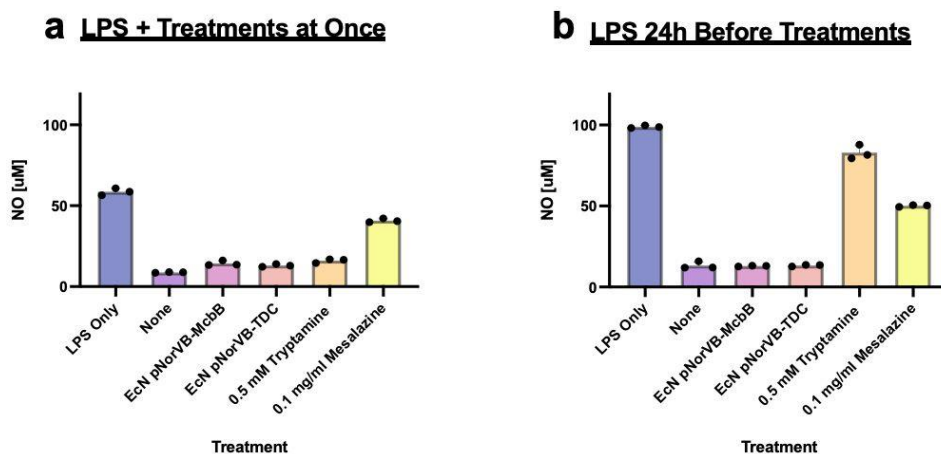 a LPS + Treatments at Once
NO [uM]
100
50
0
LPS Only
None
EcN pNorVB-McbB
EcN pNorVB-TDC
0.5 mM Tryptamine
0.1 mg/ml Mesalazine
Treatment
b LPS 24h Before Treatments
NO [uM]
100
50
0
LPS Only
None
EcN pNorVB-McbB
EcN pNorVB-TDC
0.5 mM Tryptamine
0.1 mg/ml Mesalazine
Treatment